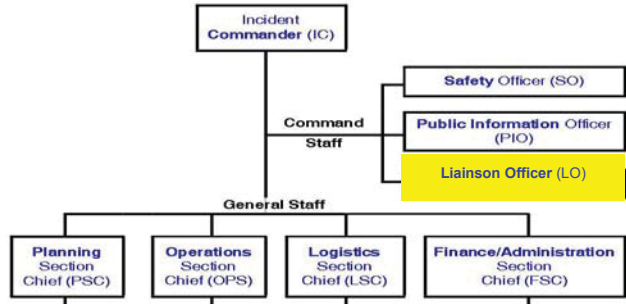 Incident
Commander (IC)
Safety Officer (SO)
Command
Staff
Public Information Officer
(PIO)
Liainson Officer (LO)
General Staff
Planning
Section
Chief (PSC)
Operations
Section
Chief (OPS)
Logistics
Section
Chief (LSC)
Finance/Administration
Section
Chief (FSC)